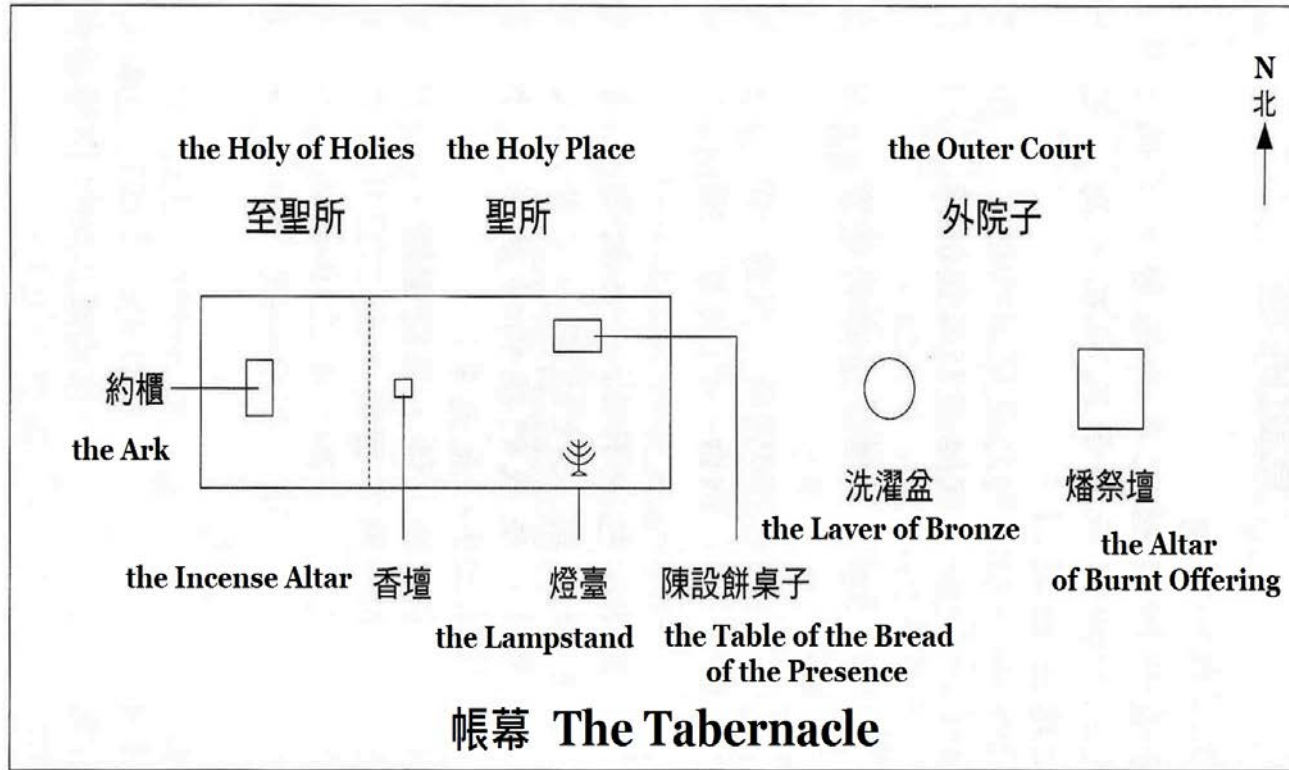 N
北
the Holy of Holies the Holy Place the Outer Court
至聖所 聖所 外院子
約櫃
the Ark
洗濯盆 燔祭壇
the Laver of Bronze the Altar
of Burnt Offering
the Incense Altar 香壇 燈臺 陳設餅桌子
the Lampstand the Table of the Bread
of the Presence
帳幕 The Tabernacle